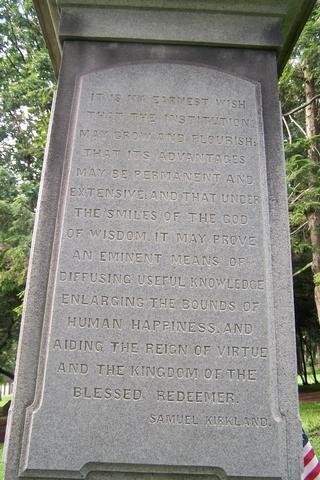 IT IS MY EARNEST WISH
THAT THE INSTITUTION
MAY GROW AND FLOURISH;
THAT ITS ADVANTAGES
MAY BE PERMANENT AND
EXTENSIVE; AND THAT UNDER
THE SMILES OF THE GOD
OF WISDOM, IT MAY PROVE
AN EMINENT MEANS OF
DIFFUSING USEFUL KNOWLEDGE
ENLARGING THE BOUNDS OF
HUMAN HAPPINESS, AND
AIDING THE REIGN OF VIRTUE
AND THE KINGDOM OF THE
BLESSED REDEEMER.
SAMUEL KIRKLAND.